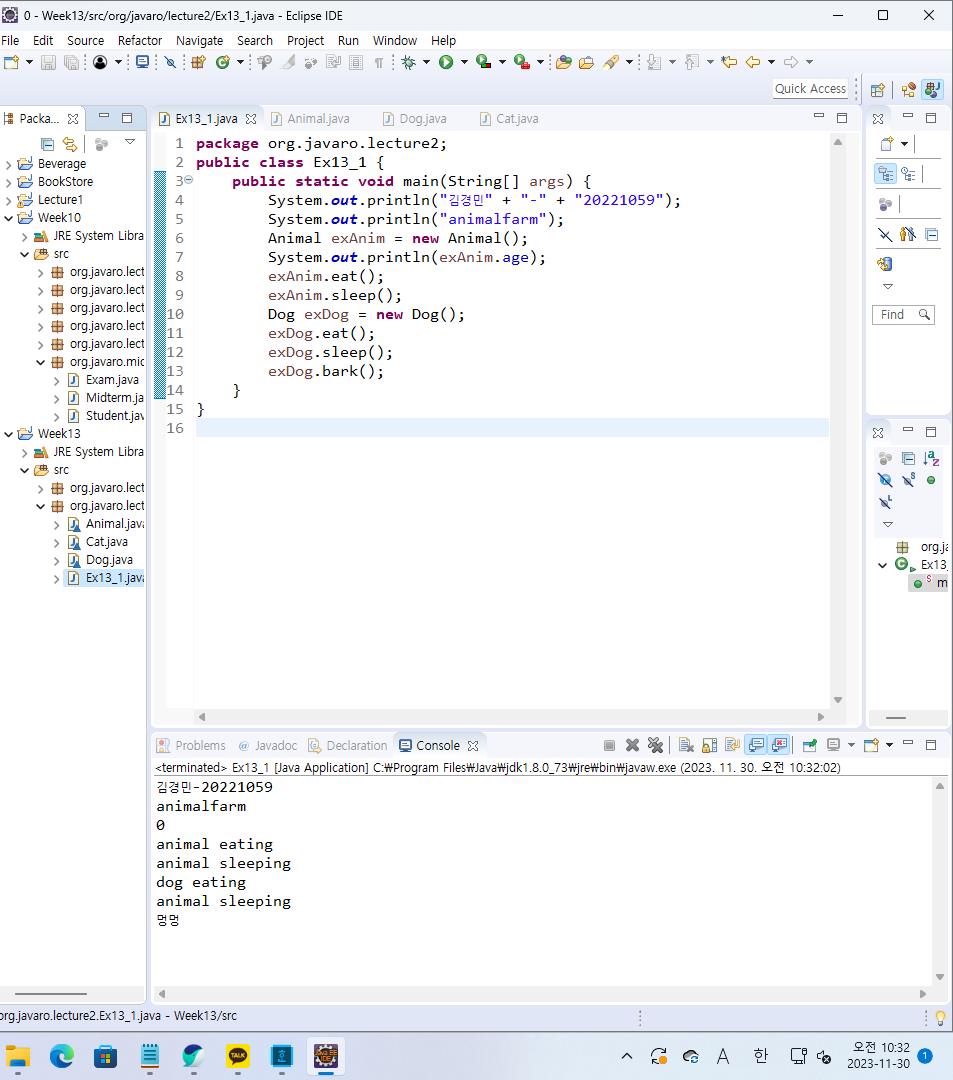 0 - Week13/src/org/javaro/lecture2/Ex13_1.java - Eclipse IDE
File Edit Source Refactor Navigate Search Project Run Window Help
Quick Access
Packa...
Beverage
BookStore
Lecture1
Week10
JRE System Libra
src
org.javaro.lect
org.javaro.lect
org.javaro.lect
org.javaro.lect
org.javaro.lect
org.javaro.mid
Exam.java
Midterm.ja
Student.jav
Week13
JRE System Libra
src
org.javaro.lect
org.javaro.lect
Animal.java
Cat.java
Dog.java
Ex13_1.java
Ex13_1.java Animal.java Dog.java Cat.java
1 package org.javaro.lecture2;
2 public class Ex13_1 {
3 public static void main(String[] args) {
4 System.out.println("김경민" + "-" + "20221059");
5 System.out.println("animalfarm");
6 Animal exAnim = new Animal();
7 System.out.println(exAnim.age);
8 exAnim.eat();
9 exAnim.sleep();
10 Dog exDog = new Dog();
11 exDog.eat();
12 exDog.sleep();
13 exDog.bark();
14 }
15 }
16
Find
org.ja
Ex13_
m
Problems @ Javadoc Declaration Console
<terminated> Ex13_1 [Java Application] C:₩Program Files₩Java₩jdk1.8.0_73₩jre₩bin₩javaw.exe (2023. 11. 30. 오전 10:32:02)
김경민-20221059
animalfarm
0
animal eating
animal sleeping
dog eating
animal sleeping
멍멍
org.javaro.lecture2.Ex13_1.java - Week13/src
TALK
Java EE
IDE
A 한
오전 10:32
2023-11-30
1